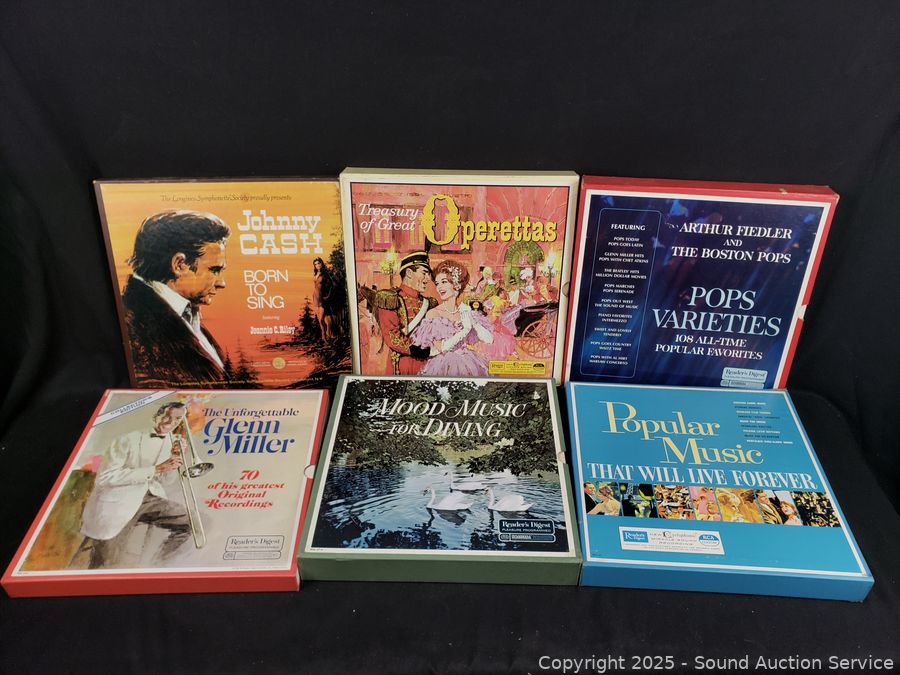 The Longines Symphonette Society proudly presents
Johnny
CASH
BORN
TO
SING
featuring
Jeannie C. Riley
Treasury
of Great
Operettas
FEATURING
POPS TODAY
POPS GOES LATIN
GLENN MILLER HITS
POPS WITH CHET ATKINS
THE BEATLES HITS
MILLION DOLLAR MOVIES
POPS MARCHES
POPS SERENADE
POPS OUT WEST
THE SOUND OF MUSIC
PIANO FAVORITES
INTERMEZZO
SWEET AND LOVELY
POPS GOES COUNTRY
WALTZ TIME
POPS WITH AL HIRT
WARSAW CONCERTO
ARTHUR FIEDLER
AND
THE BOSTON POPS
POPS
VARIETIES
108 ALL-TIME
POPULAR FAVORITES
Reader's Digest
The Unforgettable
Glenn
Miller
70
of his greatest
Original
Recordings
Reader's Digest
PLEASURE PROGRAMMED
MOOD MUSIC
FOR DINING
Reader's Digest
PLEASURE PROGRAMMED
Popular
Music
THAT WILL LIVE FOREVER
Reader's Digest
RCA
Copyright 2025 - Sound Auction Service